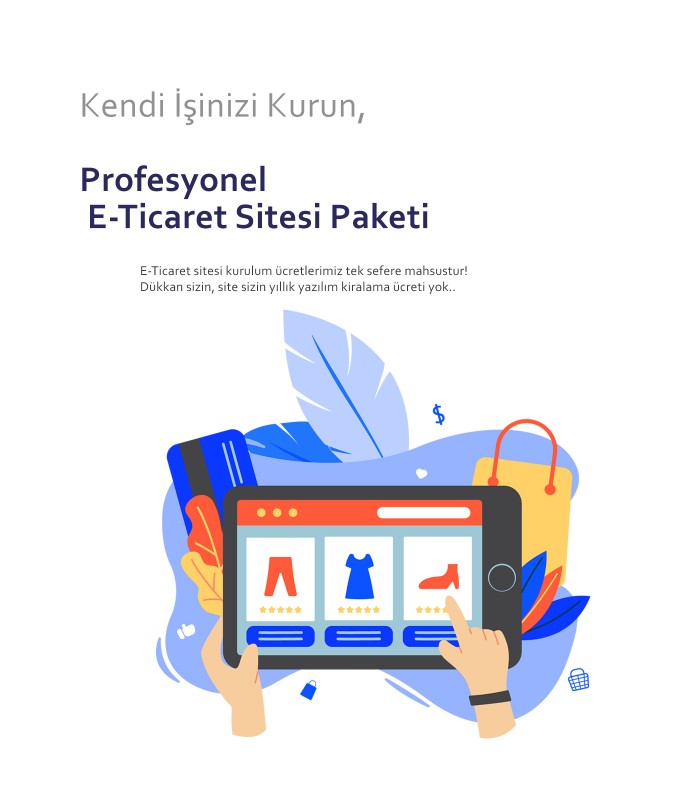 Kendi İşinizi Kurun,
Profesyonel
E-Ticaret Sitesi Paketi
E-Ticaret sitesi kurulum ücretlerimiz tek sefere mahsustur!
Dükkan sizin, site sizin yıllık yazılım kiralama ücreti yok..
$